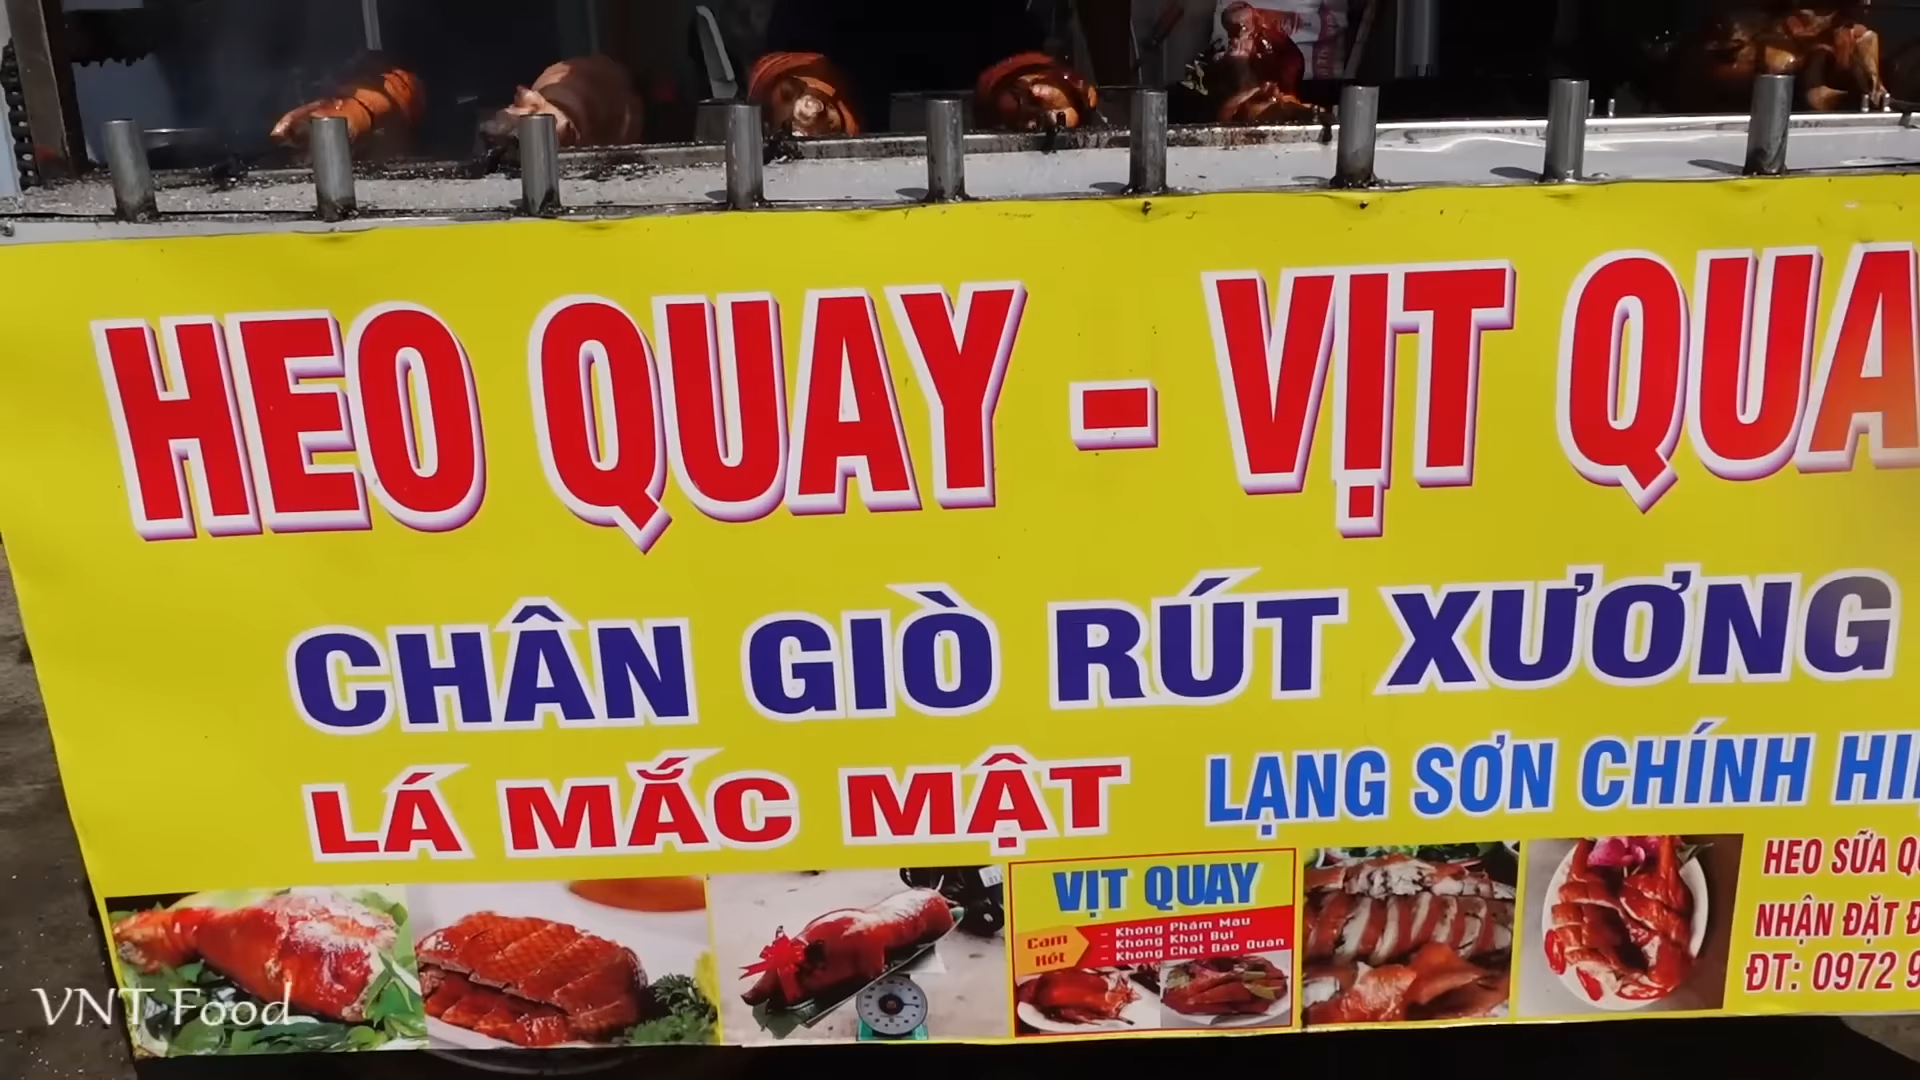 HEO QUAY - VỊT QUA
CHÂN GIÒ RÚT XƯƠNG
LÁ MẮC MẬT LẠNG SƠN CHÍNH HI
VỊT QUAY
Cam Kết
- Không Phẩm Màu
- Không Khói Bụi
- Không Chất Bảo Quản
HEO SỮA Q
NHẬN ĐẶT Đ
ĐT: 0972 9
VNT Food